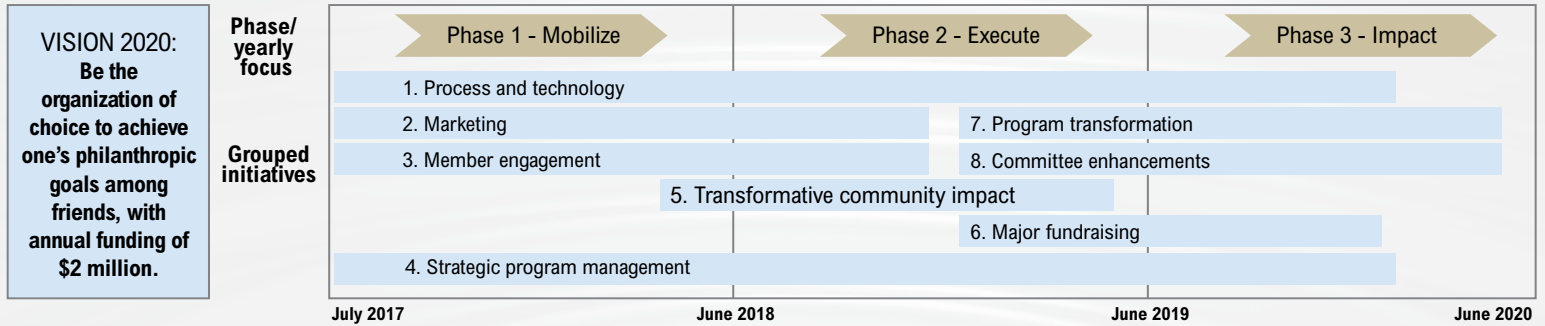 VISION 2020:
Be the
organization of
choice to achieve
one’s philanthropic
goals among
friends, with
annual funding of
$2 million.
Phase/
yearly
focus
Phase 1 - Mobilize
Phase 2 - Execute
Phase 3 - Impact
Grouped
initiatives
1. Process and technology
2. Marketing
7. Program transformation
3. Member engagement
8. Committee enhancements
5. Transformative community impact
6. Major fundraising
4. Strategic program management
July 2017
June 2018
June 2019
June 2020